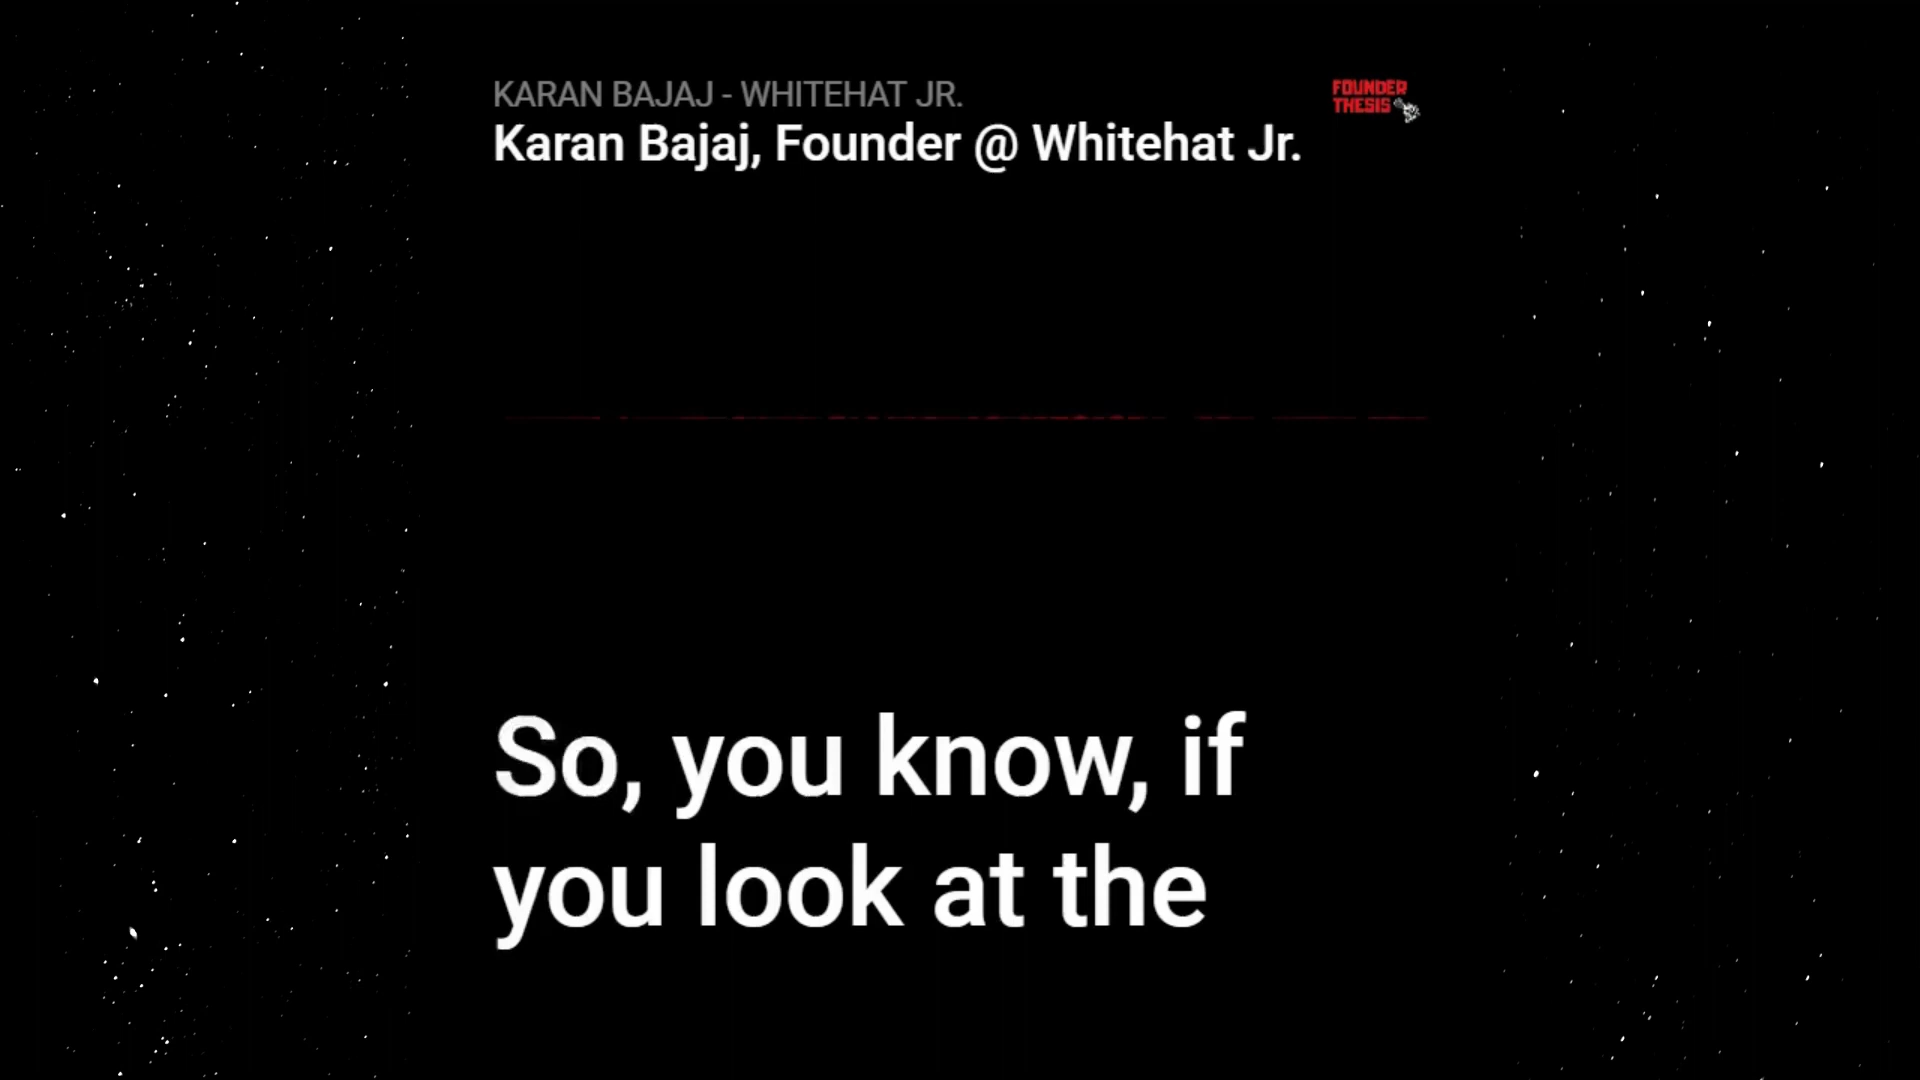 KARAN BAJAJ - WHITEHAT JR.
Karan Bajaj, Founder @ Whitehat Jr.
FOUNDER
THESIS
So, you know, if
you look at the